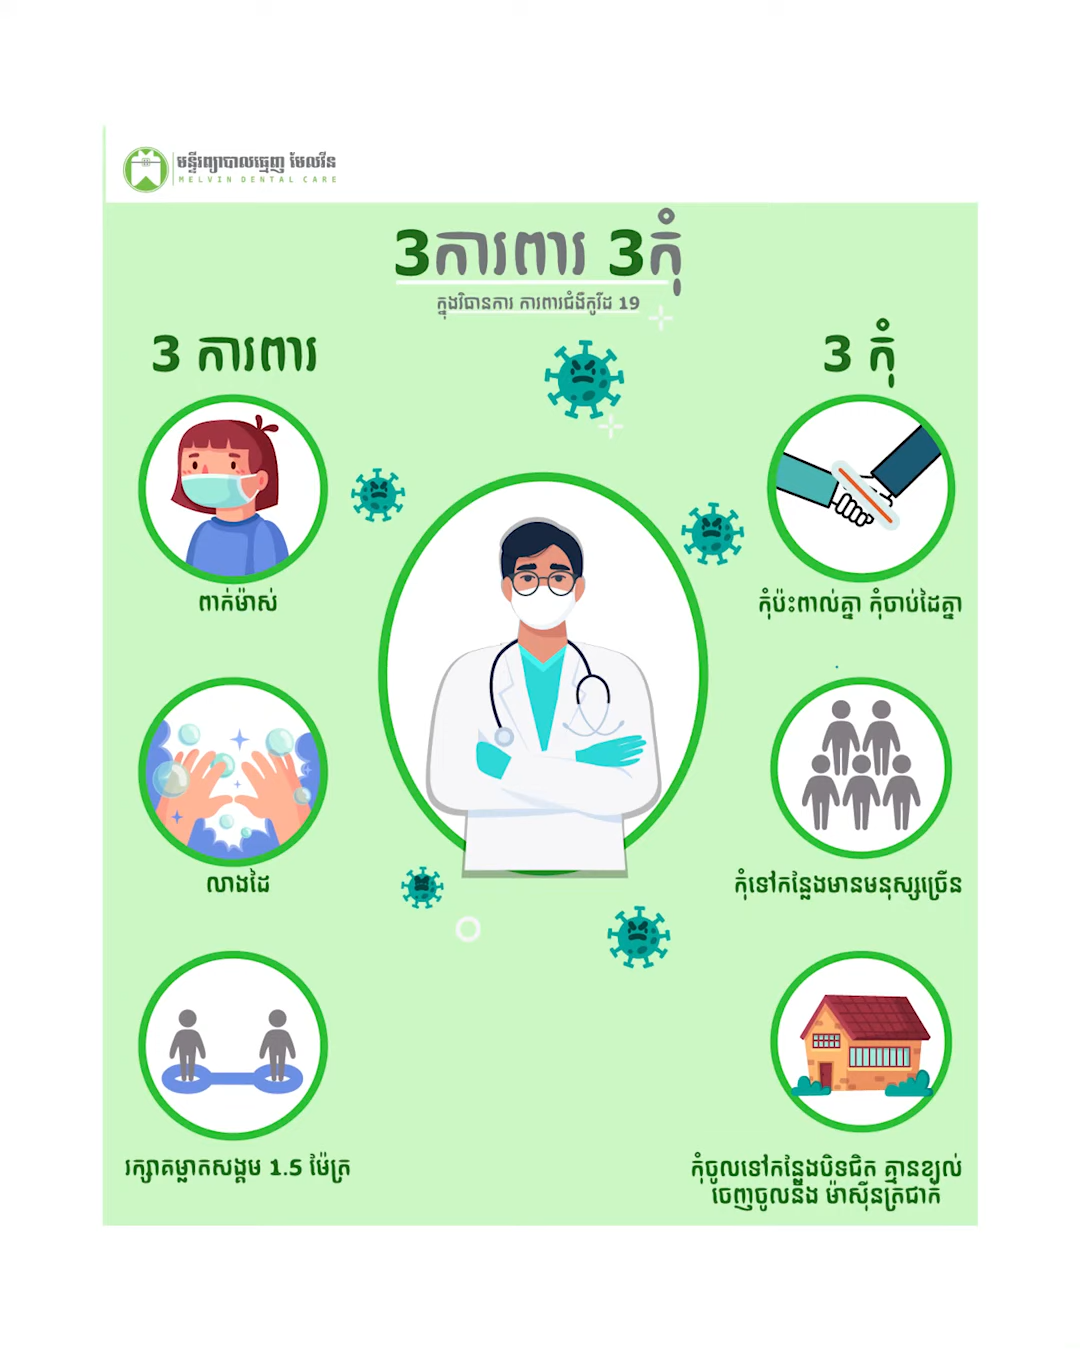 មន្ទីរព្យាបាលធ្មេញ មែលវីន
MELVIN DENTAL CARE
3ការពារ 3កុំ
ក្នុងវិធានការ ការពារជំងឺកូវីដ 19
3 ការពារ
ពាក់ម៉ាស់
លាងដៃ
រក្សាគម្លាតសង្គម 1.5 ម៉ែត្រ
3 កុំ
កុំប៉ះពាល់គ្នា កុំចាប់ដៃគ្នា
កុំទៅកន្លែងមានមនុស្សច្រើន
កុំចូលទៅកន្លែងបិទជិត គ្មានខ្យល់
ចេញចូលនិង ម៉ាស៊ីនត្រជាក់